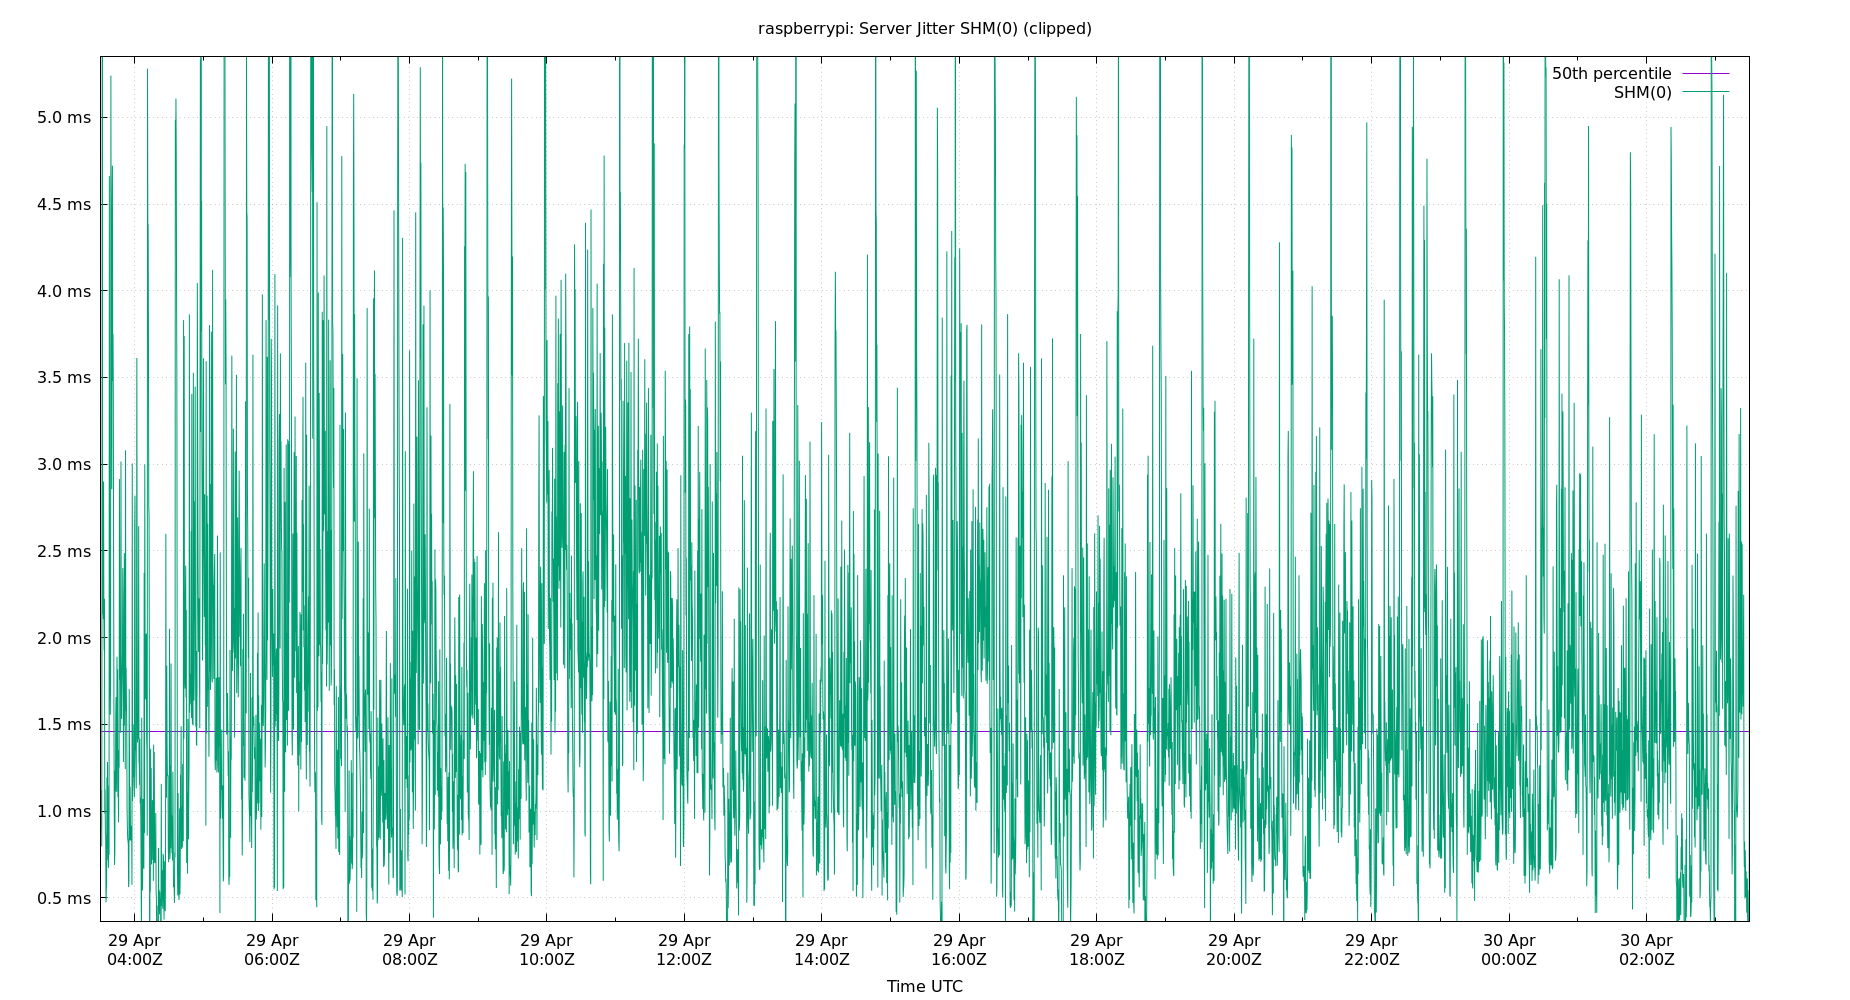 raspberrypi: Server Jitter SHM(0) (clipped)
50th percentile
SHM(0)
5.0 ms
4.5 ms
4.0 ms
3.5 ms
3.0 ms
2.5 ms
2.0 ms
1.5 ms
1.0 ms
0.5 ms
29 Apr 29 Apr 29 Apr 29 Apr 29 Apr 29 Apr 29 Apr 29 Apr 29 Apr 29 Apr 30 Apr 30 Apr
04:00Z 06:00Z 08:00Z 10:00Z 12:00Z 14:00Z 16:00Z 18:00Z 20:00Z 22:00Z 00:00Z 02:00Z
Time UTC